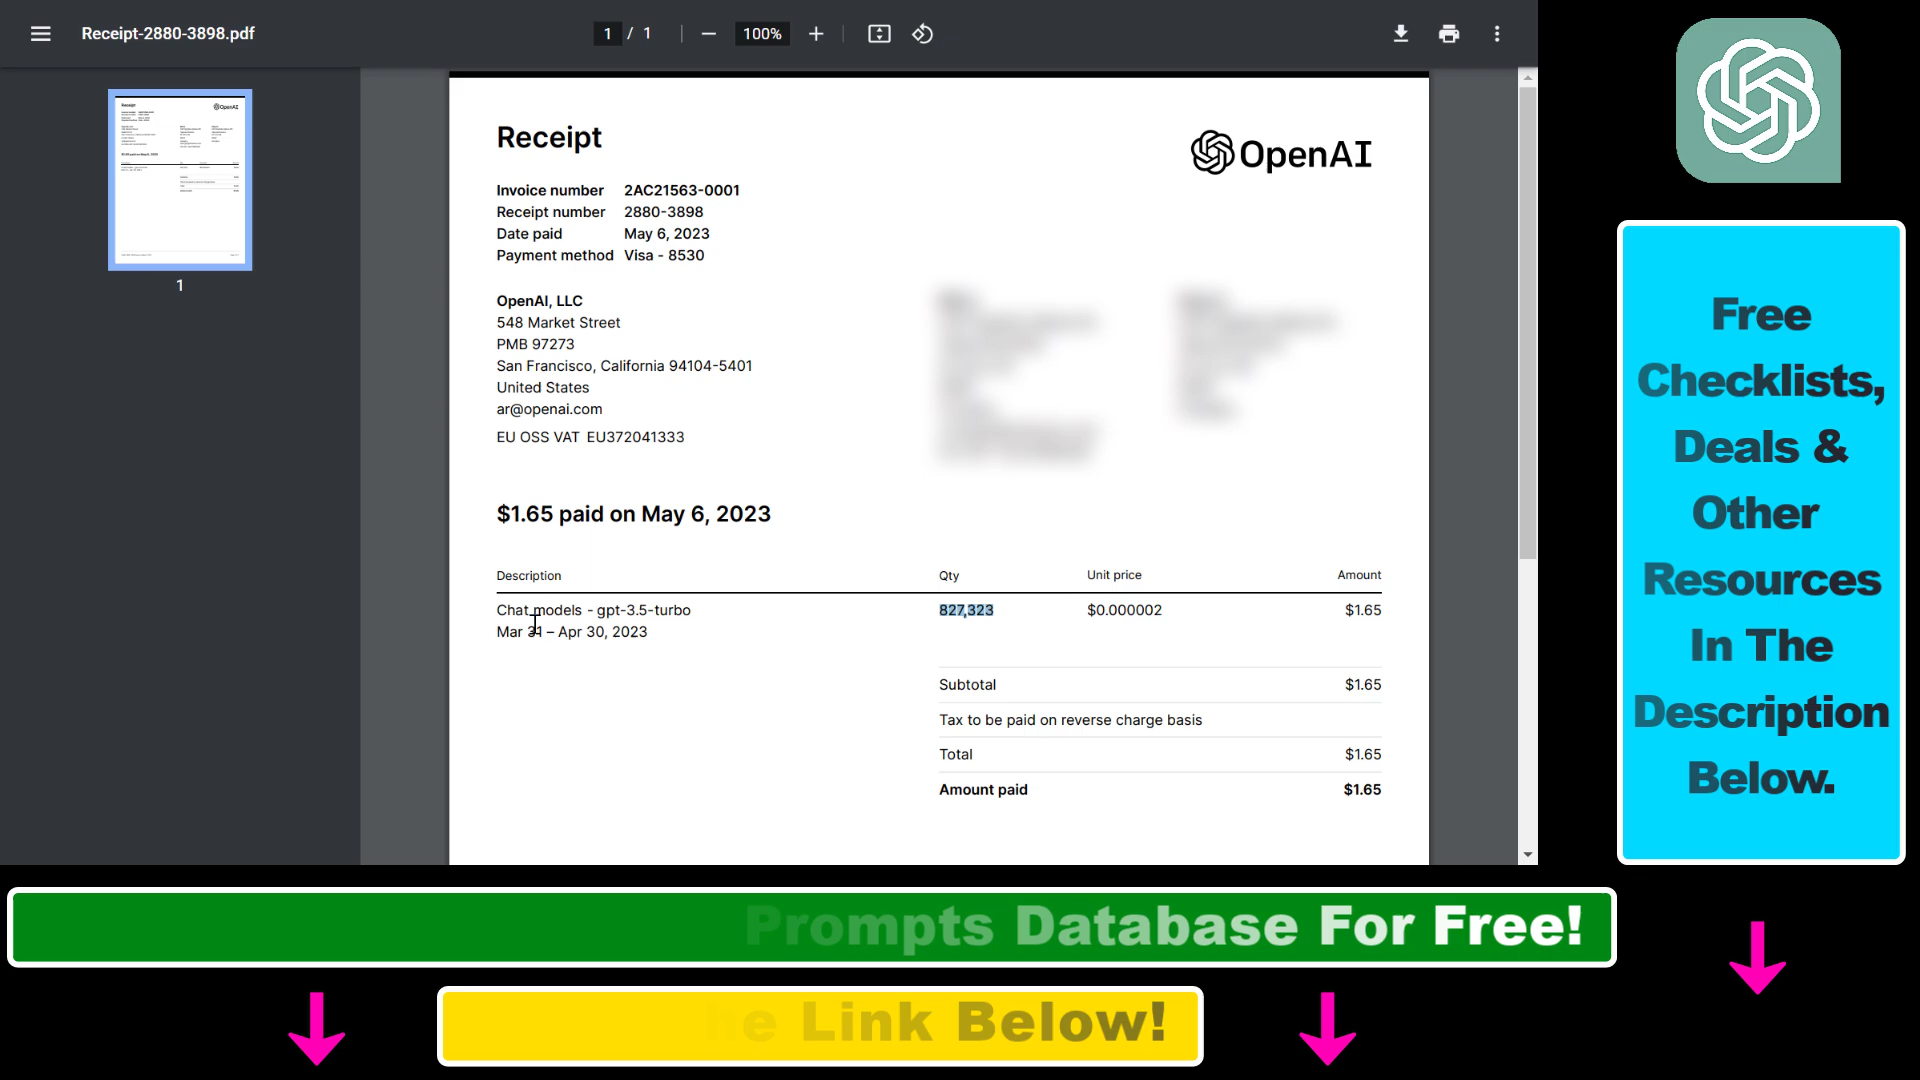 Receipt-2880-3898.pdf
1 / 1
100%
1
Receipt
OpenAI
Invoice number 2AC21563-0001
Receipt number 2880-3898
Date paid May 6, 2023
Payment method Visa - 8530
OpenAI, LLC
548 Market Street
PMB 97273
San Francisco, California 94104-5401
United States
ar@openai.com
EU OSS VAT EU372041333
$1.65 paid on May 6, 2023
Description Qty Unit price Amount
Chat models - gpt-3.5-turbo 827,323 $0.000002 $1.65
Mar 31 – Apr 30, 2023
Subtotal $1.65
Tax to be paid on reverse charge basis
Total $1.65
Amount paid $1.65
Free
Checklists,
Deals &
Other
Resources
In The
Description
Below.
Prompts Database For Free!
he Link Below!